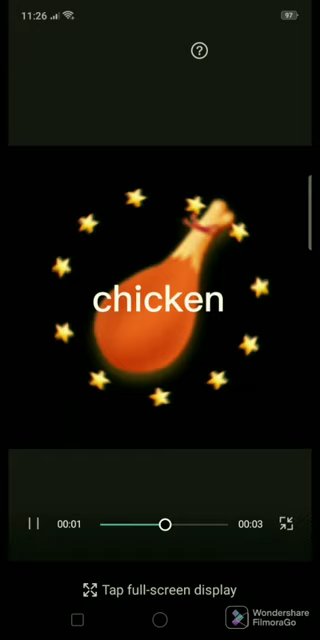 11:26
97
?
chicken
00:01
00:03
Tap full-screen display
Wondershare
FilmoraGo